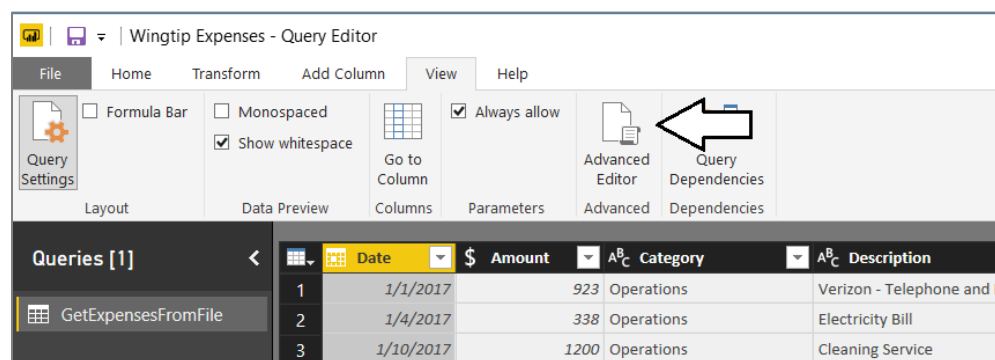 Wingtip Expenses - Query Editor
File Home Transform Add Column View Help
Formula Bar Monospaced Always allow
Show whitespace
Query Settings Go to Column Advanced Editor Query Dependencies
Layout Data Preview Columns Parameters Advanced Dependencies
Queries [1] Date $ Amount ABC Category ABC Description
1 1/1/2017 923 Operations Verizon - Telephone and
GetExpensesFromFile 2 1/4/2017 338 Operations Electricity Bill
3 1/10/2017 1200 Operations Cleaning Service